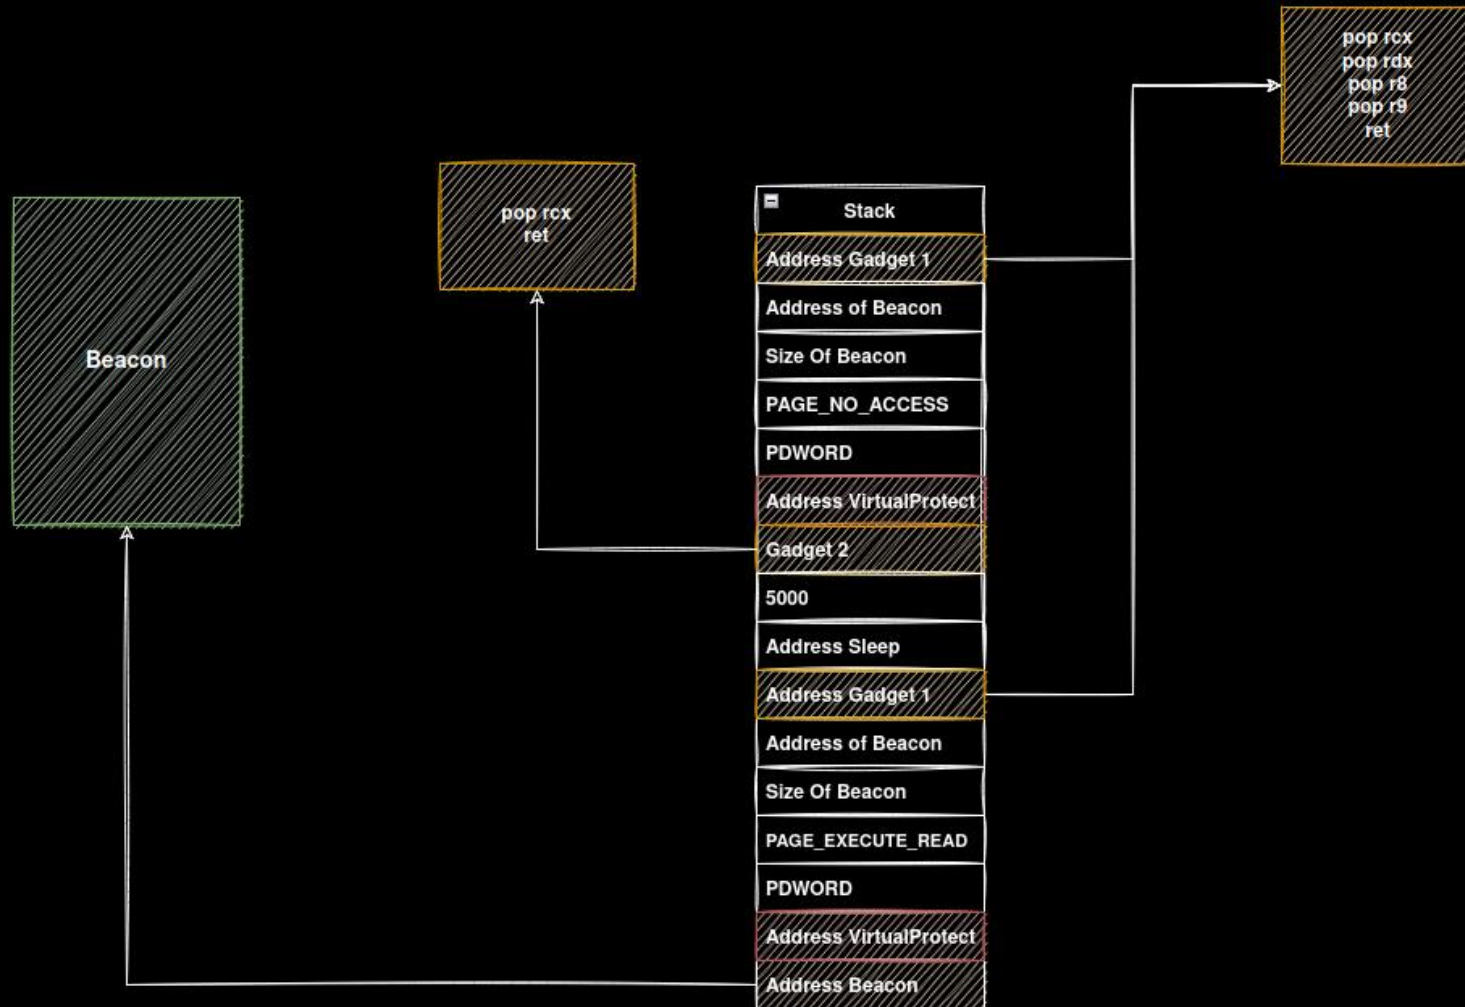 pop rcx
pop rdx
pop r8
pop r9
ret
pop rcx
ret
Beacon
Stack
Address Gadget 1
Address of Beacon
Size Of Beacon
PAGE_NO_ACCESS
PDWORD
Address VirtualProtect
Gadget 2
5000
Address Sleep
Address Gadget 1
Address of Beacon
Size Of Beacon
PAGE_EXECUTE_READ
PDWORD
Address VirtualProtect
Address Beacon